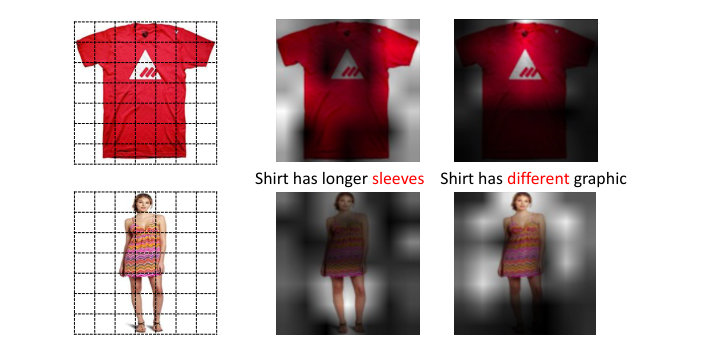 Shirt has longer sleeves
Shirt has different graphic